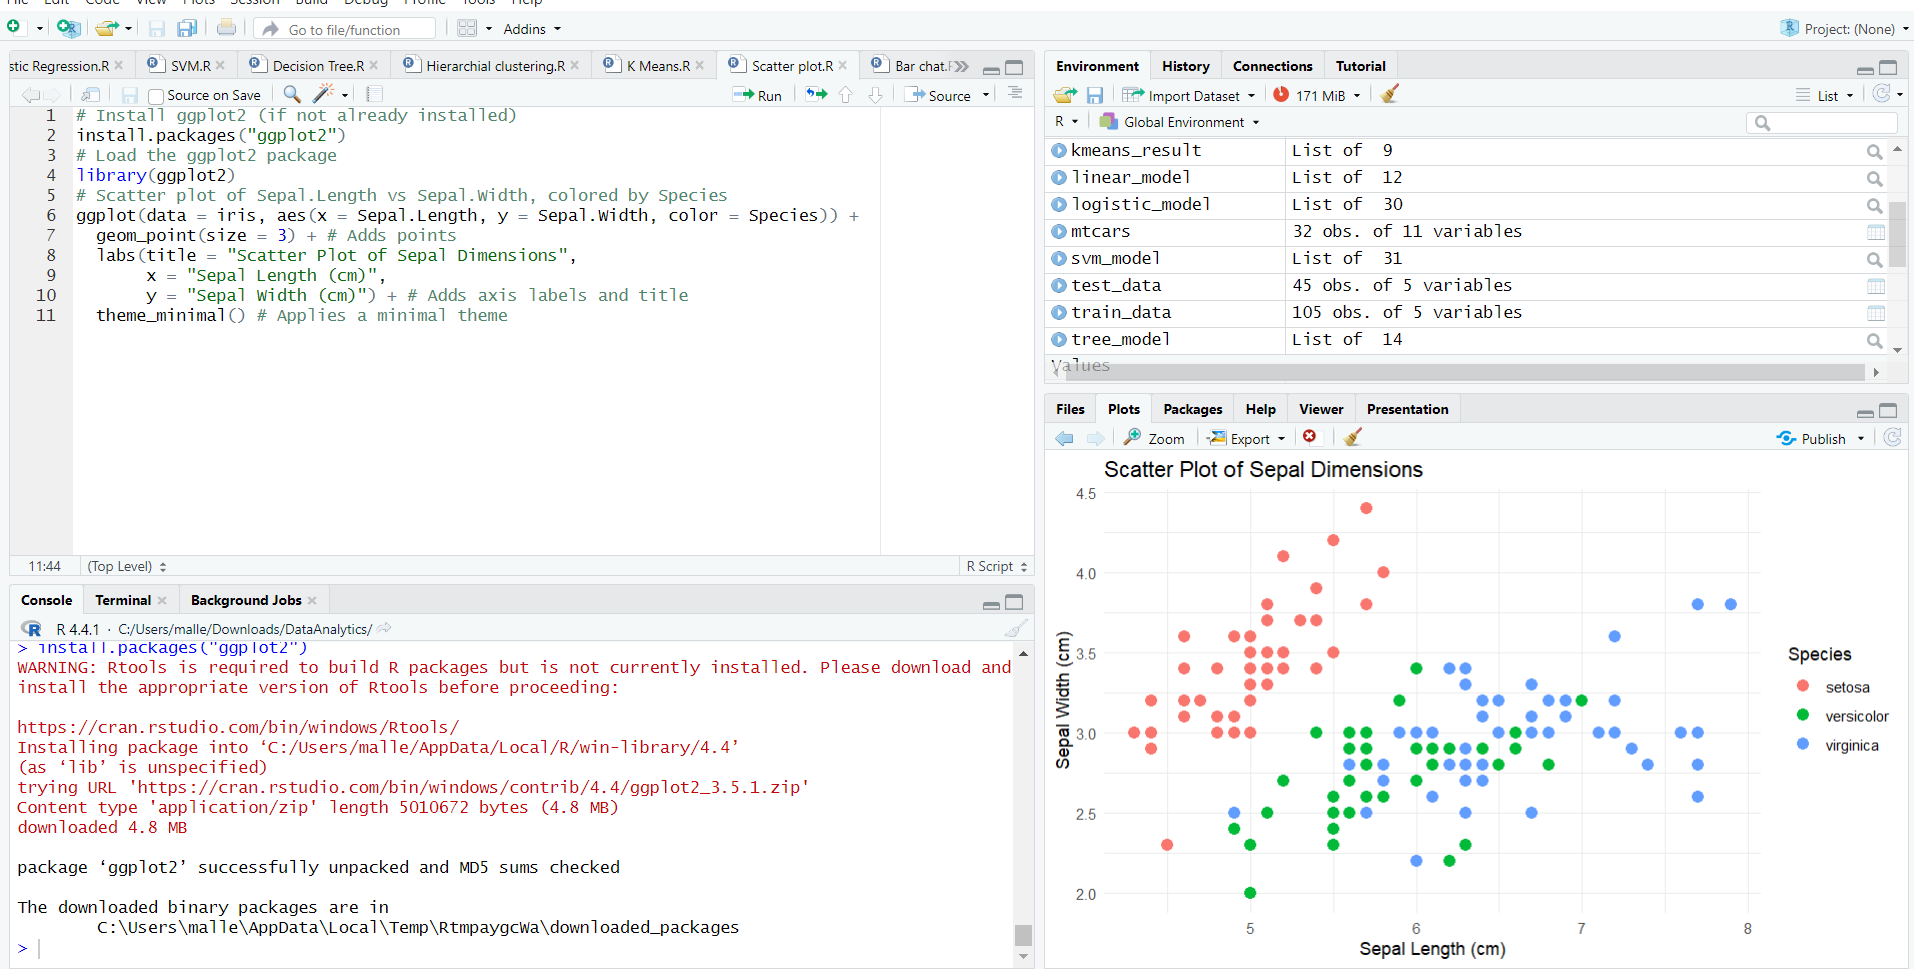 File Edit Code View Plots Session Build Debug Profile Tools Help
Go to file/function
Addins
Project: (None)
stic Regression.R
SVM.R
Decision Tree.R
Hierarchial clustering.R
K Means.R
Scatter plot.R
Bar chat.
Source on Save
Run
Source
1 # Install ggplot2 (if not already installed)
2 install.packages("ggplot2")
3 # Load the ggplot2 package
4 library(ggplot2)
5 # Scatter plot of Sepal.Length vs Sepal.Width, colored by Species
6 ggplot(data = iris, aes(x = Sepal.Length, y = Sepal.Width, color = Species)) +
7 geom_point(size = 3) + # Adds points
8 labs(title = "Scatter Plot of Sepal Dimensions",
9 x = "Sepal Length (cm)",
10 y = "Sepal Width (cm)") + # Adds axis labels and title
11 theme_minimal() # Applies a minimal theme
11:44 (Top Level) R Script
Console Terminal Background Jobs
R 4.4.1 · C:/Users/malle/Downloads/DataAnalytics/
> install.packages("ggplot2")
WARNING: Rtools is required to build R packages but is not currently installed. Please download and
install the appropriate version of Rtools before proceeding:
https://cran.rstudio.com/bin/windows/Rtools/
Installing package into ‘C:/Users/malle/AppData/Local/R/win-library/4.4’
(as ‘lib’ is unspecified)
trying URL 'https://cran.rstudio.com/bin/windows/contrib/4.4/ggplot2_3.5.1.zip'
Content type 'application/zip' length 5010672 bytes (4.8 MB)
downloaded 4.8 MB
package ‘ggplot2’ successfully unpacked and MD5 sums checked
The downloaded binary packages are in
C:\Users\malle\AppData\Local\Temp\RtmpaygcWa\downloaded_packages
>
Environment History Connections Tutorial
Import Dataset 171 MiB List
R Global Environment
kmeans_result List of 9
linear_model List of 12
logistic_model List of 30
mtcars 32 obs. of 11 variables
svm_model List of 31
test_data 45 obs. of 5 variables
train_data 105 obs. of 5 variables
tree_model List of 14
Values
Files Plots Packages Help Viewer Presentation
Zoom Export Publish
Scatter Plot of Sepal Dimensions
4.5
4.0
3.5
3.0
2.5
2.0
Sepal Width (cm)
5 6 7 8
Sepal Length (cm)
Species
setosa
versicolor
virginica